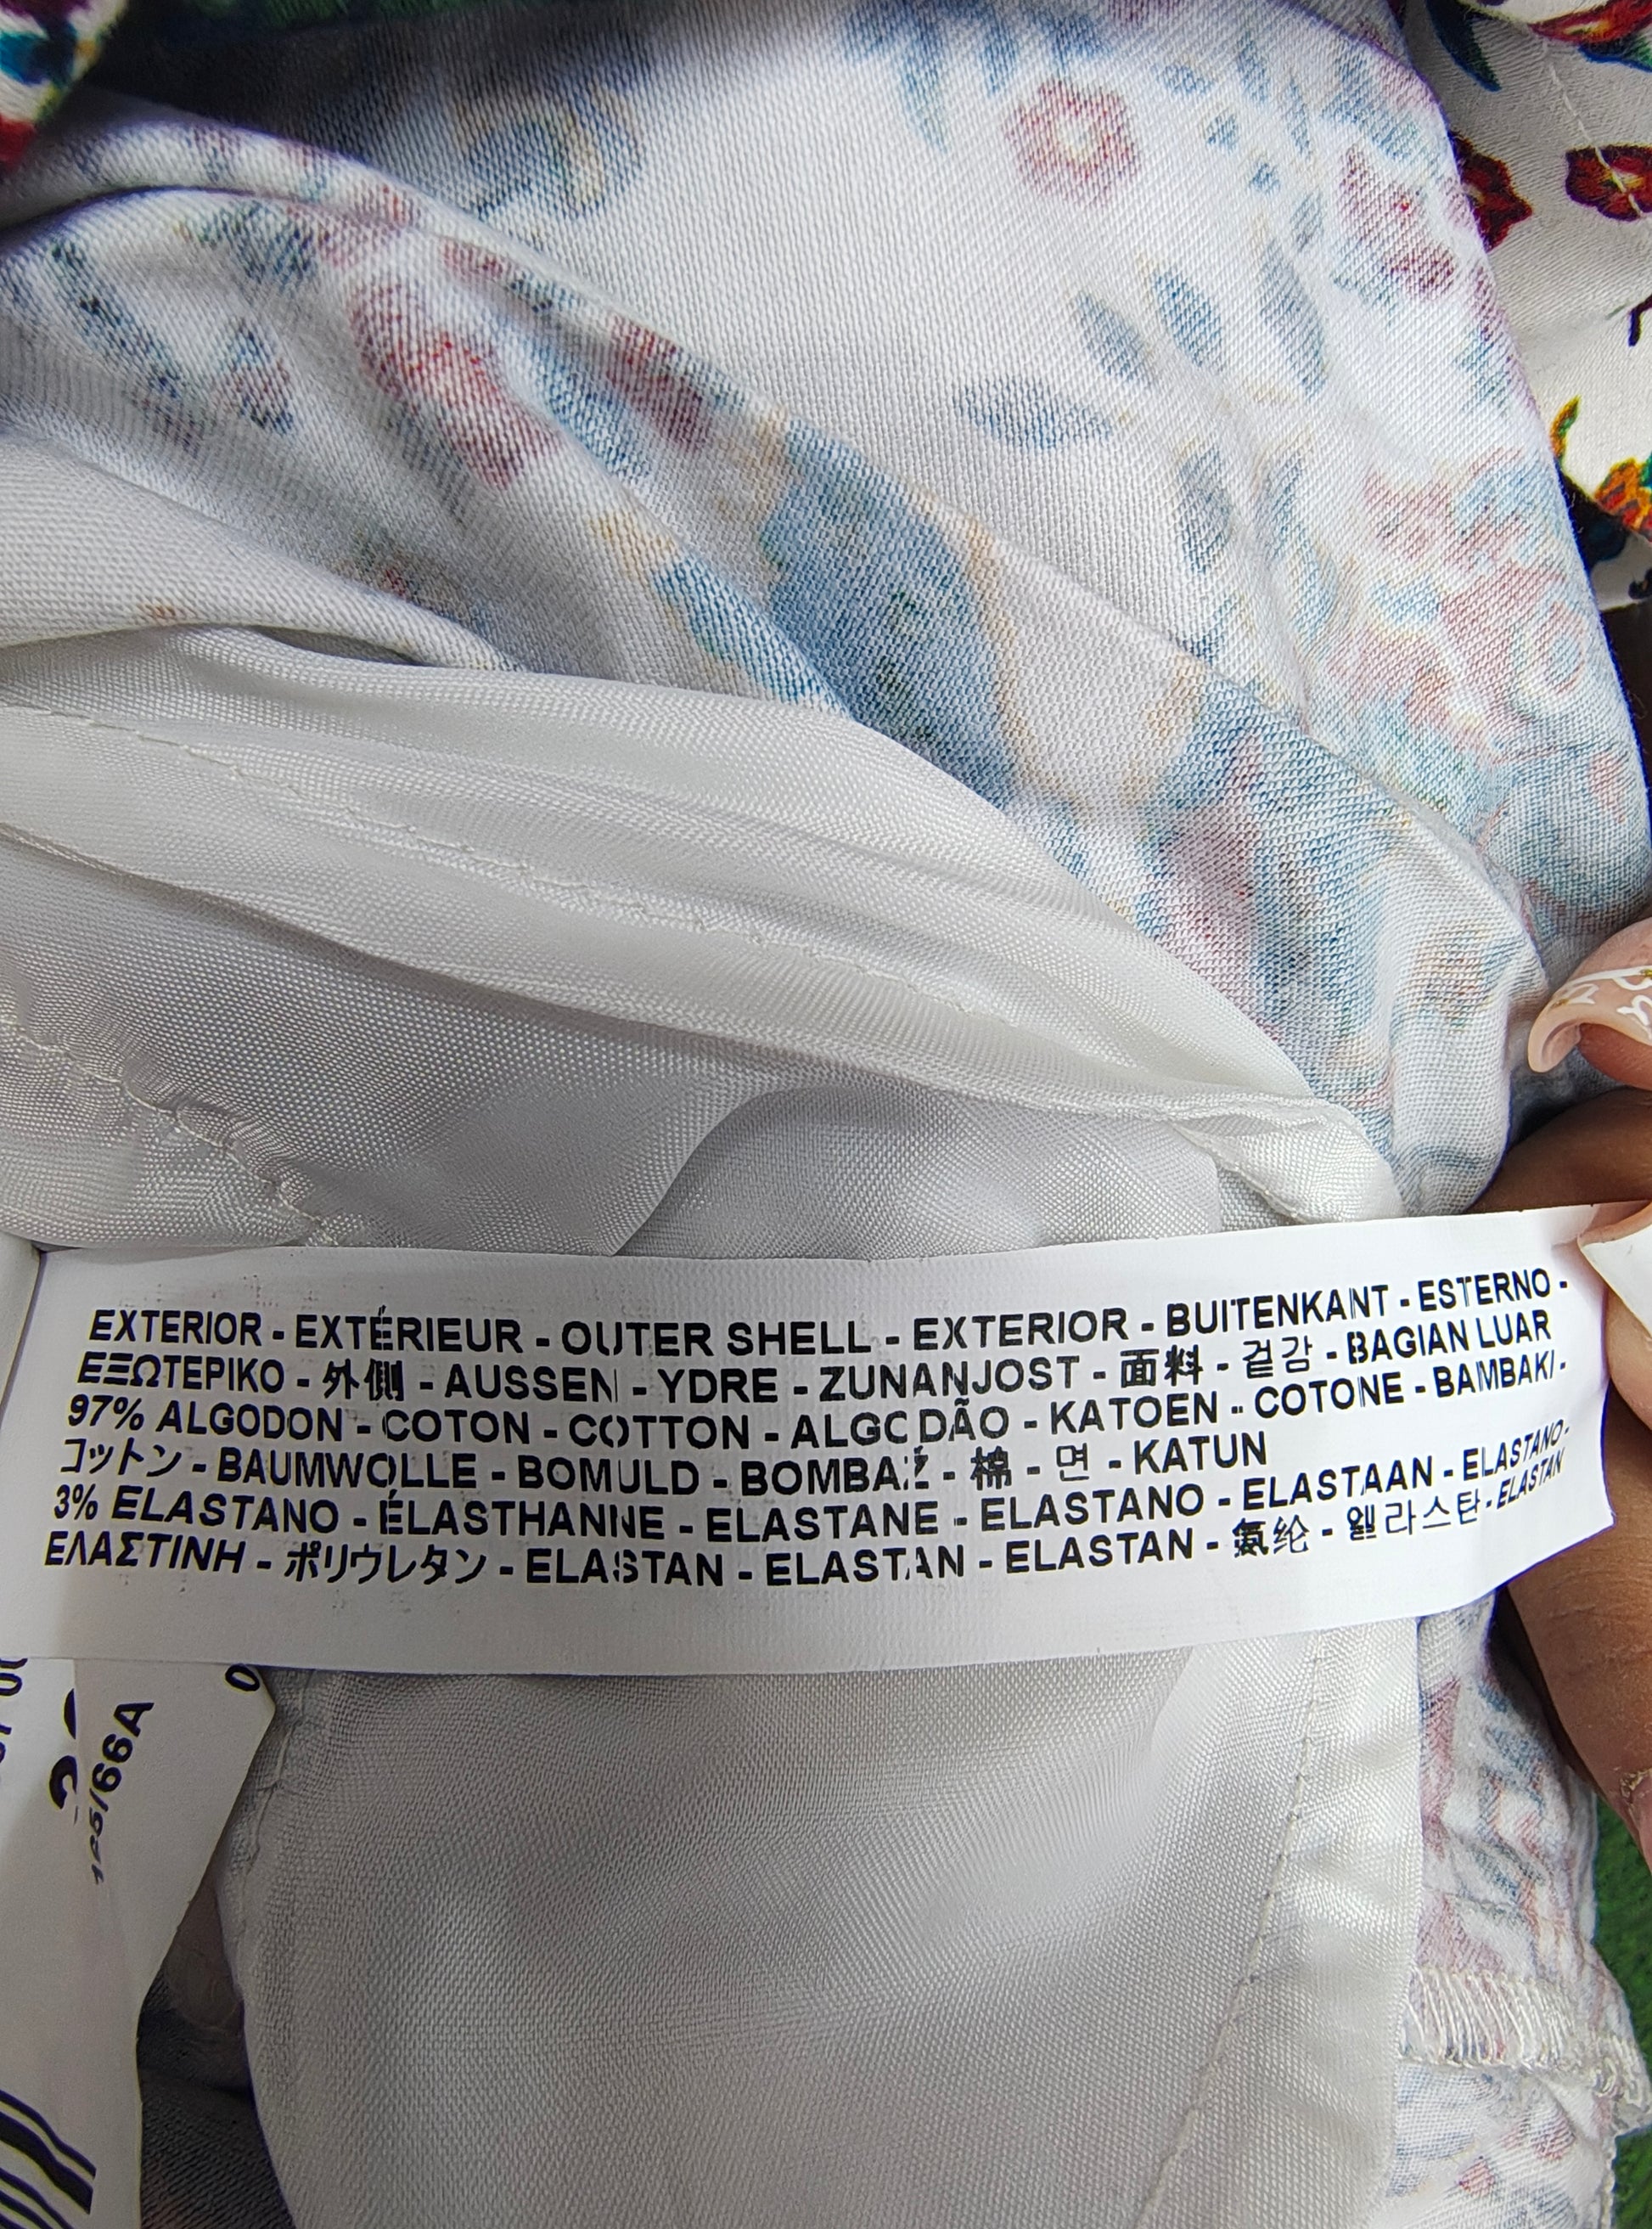 EXTERIOR - EXTÉRIEUR - OUTER SHELL - EXTERIOR - BUITENKANT - ESTERNO -
ΕΞΩΤΕΡΙΚΟ - 外側 - AUSSEN - YDRE - ZUNANJOST - 面料 - 겉감 - BAGIAN LUAR
97% ALGODON - COTON - COTTON - ALGODÃO - KATOEN - COTONE - BAMBAKI -
コットン - BAUMWOLLE - BOMULD - BOMBAŽ - 棉 - 면 - KATUN
3% ELASTANO - ÉLASTHANNE - ELASTANE - ELASTANO - ELASTAAN - ELASTANO-
ΕΛΑΣΤΙΝΗ - ポリウレタン - ELASTAN - ELASTAN - ELASTAN - 氨纶 - 엘라스탄 - ELASTAN
/66A